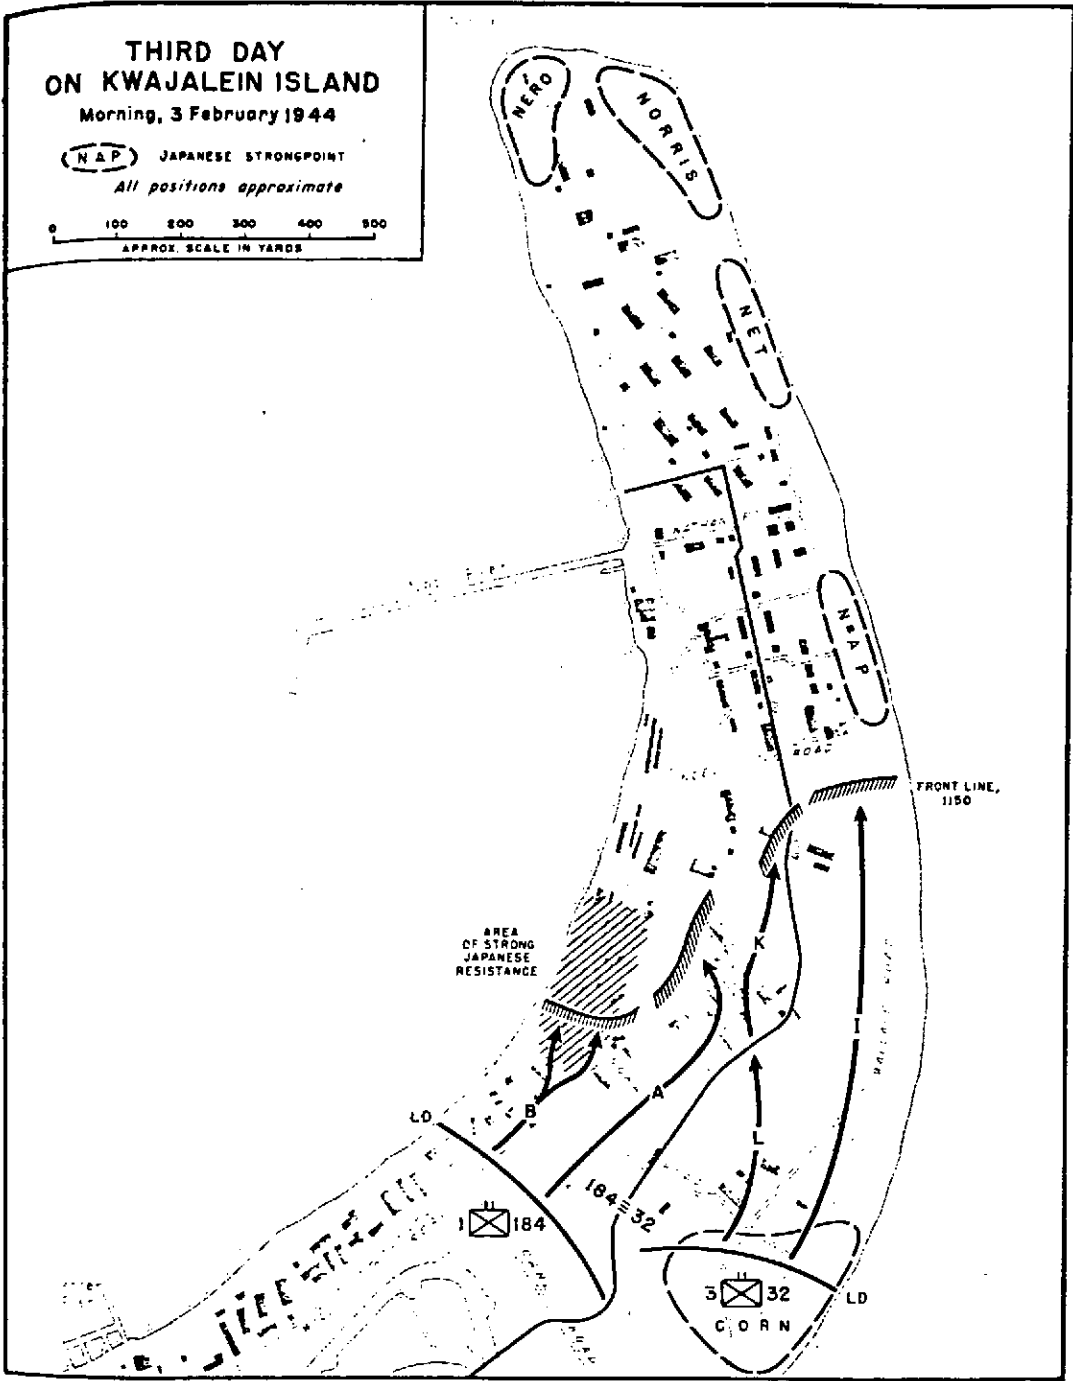 THIRD DAY
ON KWAJALEIN ISLAND
Morning, 3 February 1944
NAP JAPANESE STRONGPOINT
All positions approximate
0 100 200 300 400 500
APPROX. SCALE IN YARDS
NERO
NORRIS
NET
NAP
ROAD
FRONT LINE,
1150
AREA
OF STRONG
JAPANESE
RESISTANCE
K
I
A
B
L
LD
184 32
1 184
3 32
LD
CORN
ROAD